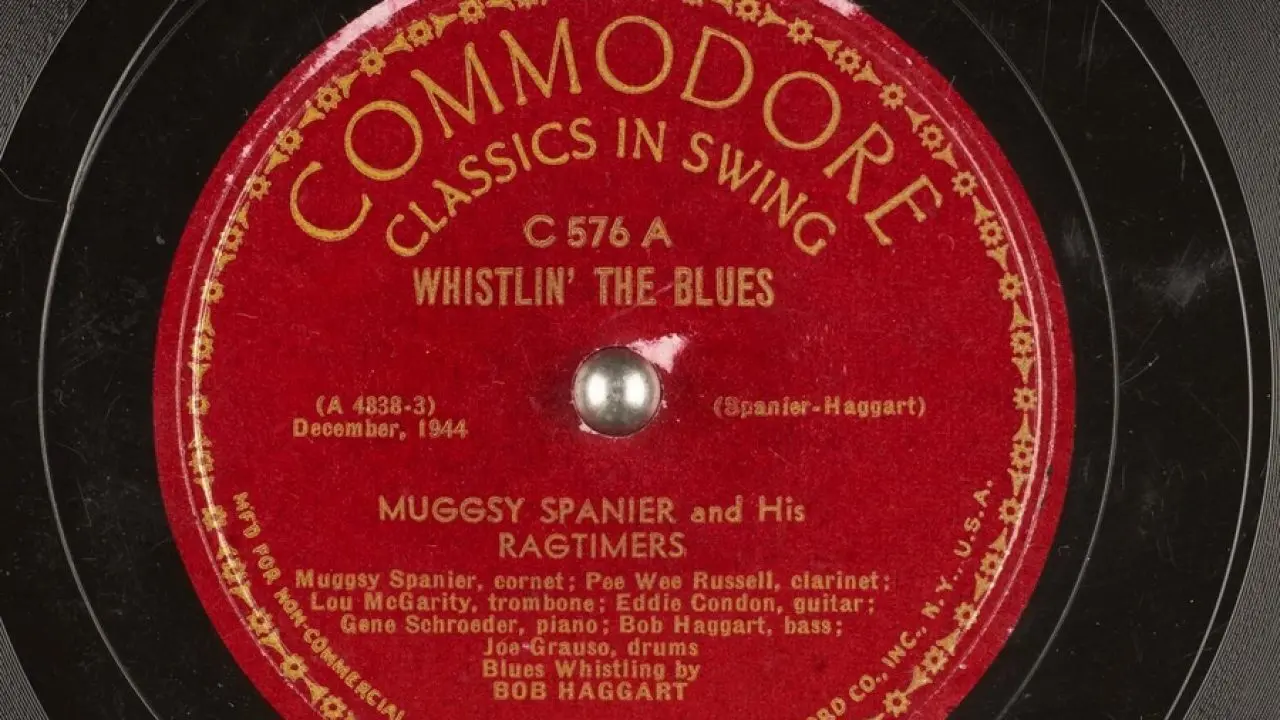 COMMODORE
CLASSICS IN SWING
C 576 A
WHISTLIN' THE BLUES
(A 4838-3)
December, 1944
(Spanier-Haggart)
MUGGSY SPANIER and His
RAGTIMERS
Muggsy Spanier, cornet; Pee Wee Russell, clarinet;
Lou McGarity, trombone; Eddie Condon, guitar;
Gene Schroeder, piano; Bob Haggart, bass;
Joe Grauso, drums
Blues Whistling by
BOB HAGGART
MF'D FOR NON-COMMERCIAL
CO., INC., N.Y., U.S.A.